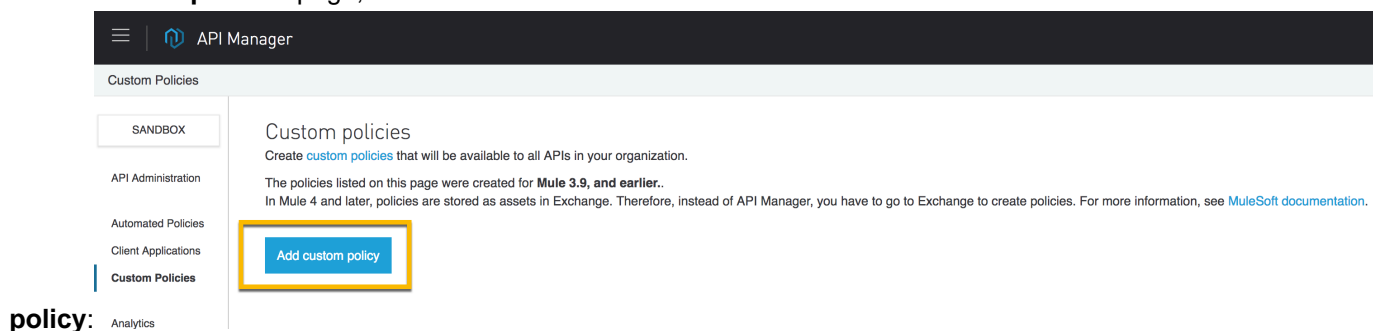 API Manager
Custom Policies
SANDBOX
API Administration
Automated Policies
Client Applications
Custom Policies
Analytics
Custom policies
Create custom policies that will be available to all APIs in your organization.
The policies listed on this page were created for Mule 3.9, and earlier..
In Mule 4 and later, policies are stored as assets in Exchange. Therefore, instead of API Manager, you have to go to Exchange to create policies. For more information, see MuleSoft documentation.
Add custom policy
policy: